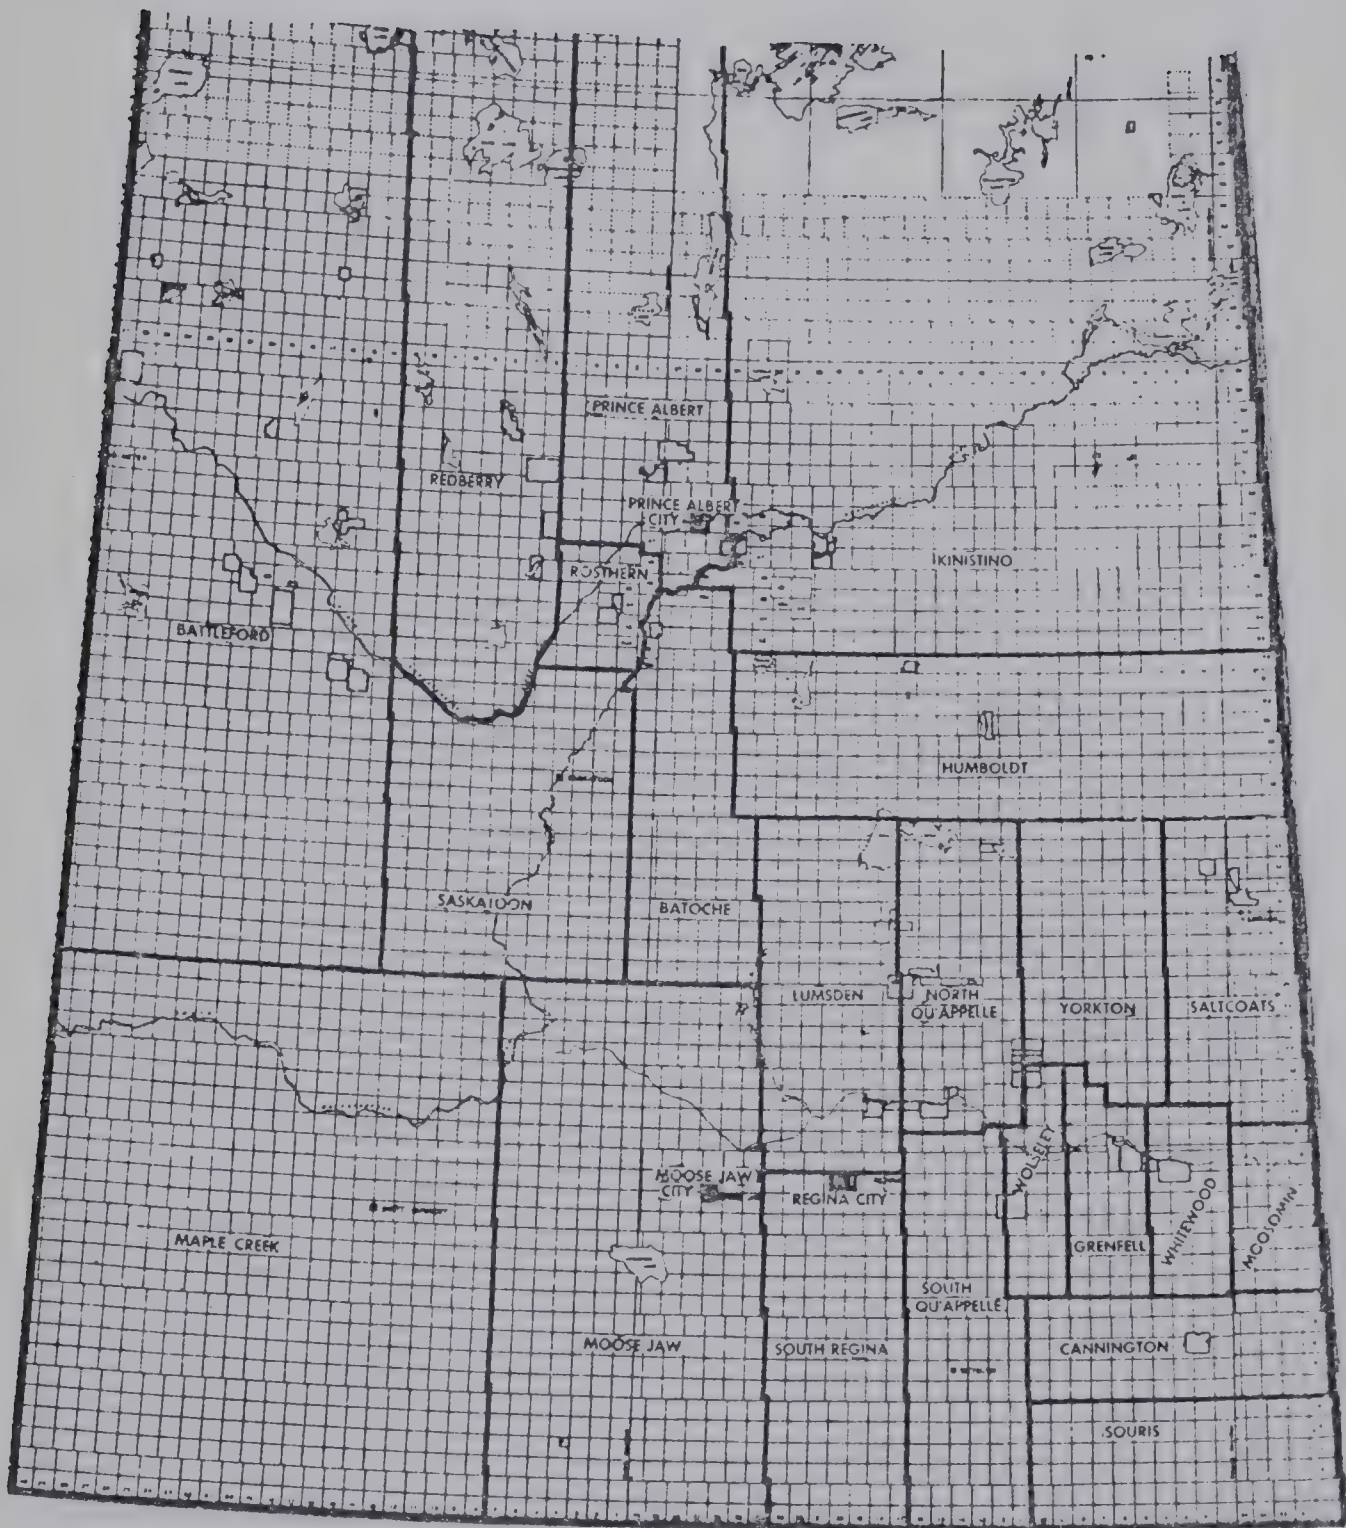 PRINCE ALBERT
REDBERRY
PRINCE ALBERT
CITY
KINISTINO
ROSTHERN
BATTLEFORD
HUMBOLDT
SASKATOON
BATOCHE
LUMSDEN
NORTH
QU'APPELLE
YORKTON
SALTCOATS
WOLSELEY
MOOSE JAW
CITY
REGINA CITY
WHITEWOOD
MOOSOMIN
MAPLE CREEK
GRENFELL
SOUTH
QU'APPELLE
MOOSE JAW
SOUTH REGINA
CANNINGTON
SOURIS